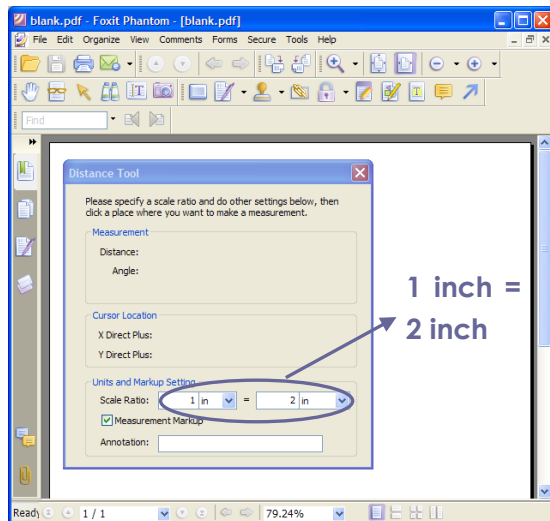 blank.pdf - Foxit Phantom - [blank.pdf]
File Edit Organize View Comments Forms Secure Tools Help
Find
Distance Tool
Please specify a scale ratio and do other settings below, then
click a place where you want to make a measurement.
Measurement
Distance:
Angle:
Cursor Location
X Direct Plus:
Y Direct Plus:
Units and Markup Setting
Scale Ratio: 1 in = 2 in
Measurement Markup
Annotation:
1 inch =
2 inch
Ready 1 / 1 79.24%